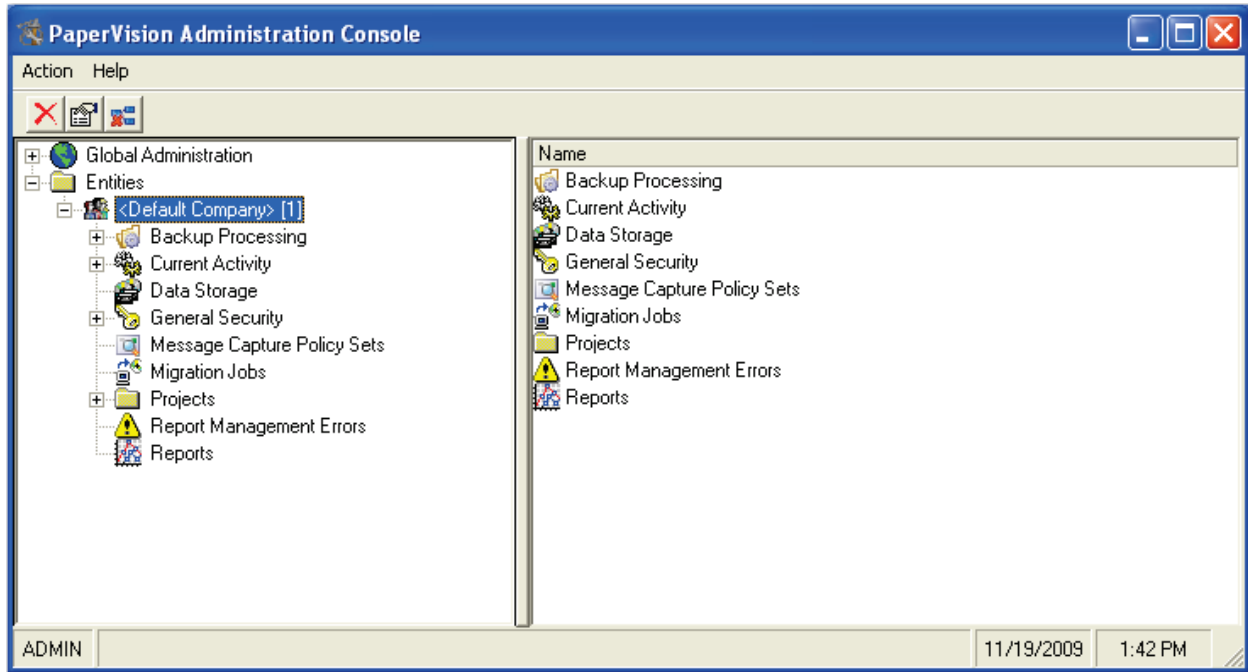 PaperVision Administration Console
Action Help
Global Administration
Entities
<Default Company> [1]
Backup Processing
Current Activity
Data Storage
General Security
Message Capture Policy Sets
Migration Jobs
Projects
Report Management Errors
Reports
Name
Backup Processing
Current Activity
Data Storage
General Security
Message Capture Policy Sets
Migration Jobs
Projects
Report Management Errors
Reports
ADMIN
11/19/2009
1:42 PM